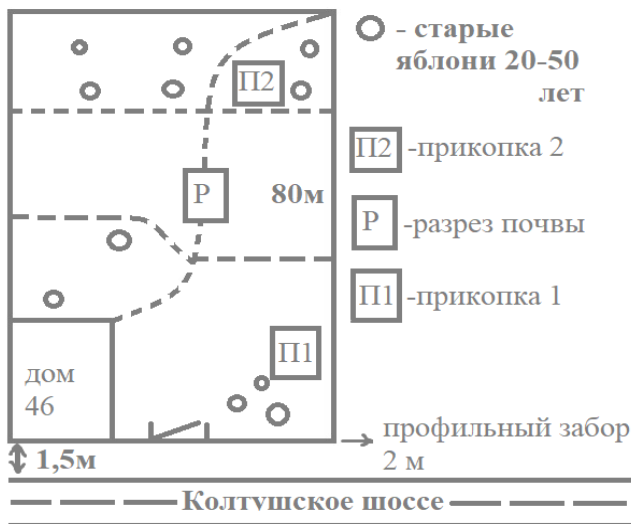 - старые
яблони 20-50
лет
П2
П2 -прикопка 2
Р
80м
Р -разрез почвы
П1 -прикопка 1
П1
дом
46
профильный забор
2 м
1,5м
Колтушское шоссе